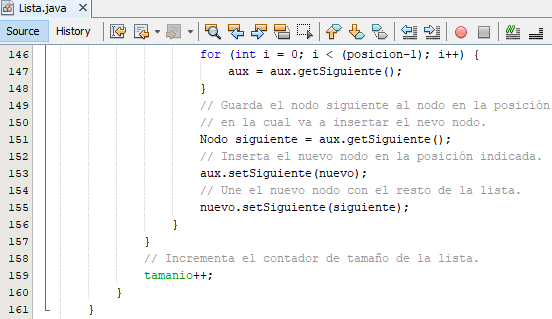 Lista.java
Source History
146 for (int i = 0; i < (posicion-1); i++) {
147 aux = aux.getSiguiente();
148 }
149 // Guarda el nodo siguiente al nodo en la posición
150 // en la cual va a insertar el nevo nodo.
151 Nodo siguiente = aux.getSiguiente();
152 // Inserta el nuevo nodo en la posición indicada.
153 aux.setSiguiente(nuevo);
154 // Une el nuevo nodo con el resto de la lista.
155 nuevo.setSiguiente(siguiente);
156 }
157 }
158 // Incrementa el contador de tamaño de la lista.
159 tamanio++;
160 }
161 }